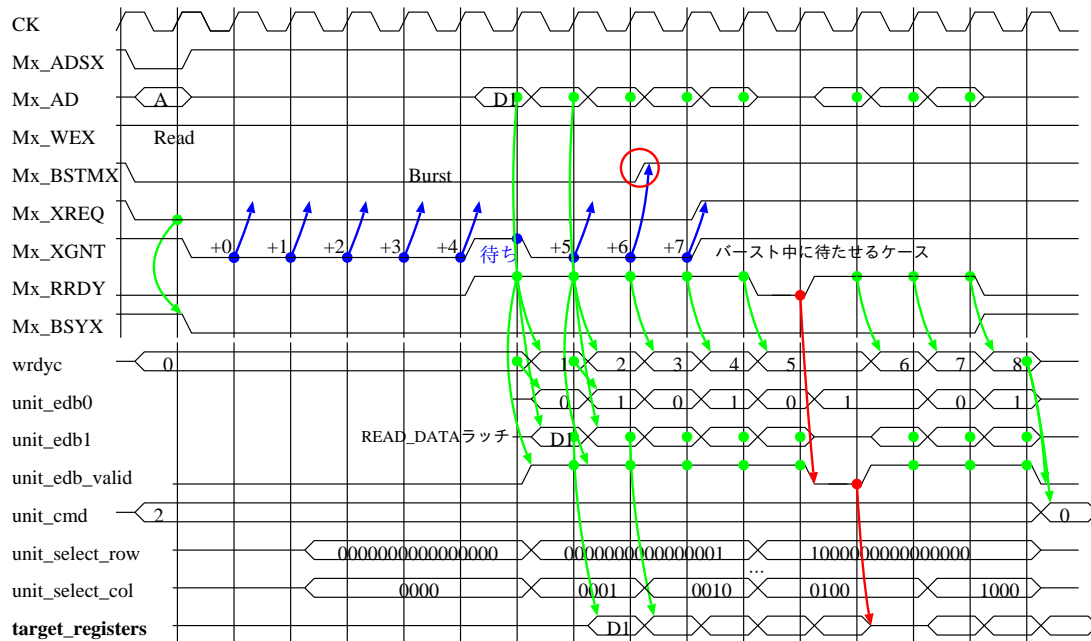 CK
Mx_ADSX
Mx_AD A D1
Mx_WEX Read
Mx_BSTMX Burst
Mx_XREQ
Mx_XGNT +0 +1 +2 +3 +4 待ち +5 +6 +7 バースト中に待たせるケース
Mx_RRDY
Mx_BSYX
wrdyc 0 1 2 3 4 5 6 7 8
unit_edb0 0 1 0 1 0 1 0 1
unit_edb1 READ_DATAラッチ D1
unit_edb_valid
unit_cmd 2 0
unit_select_row 0000000000000000 0000000000000001 1000000000000000
...
unit_select_col 0000 0001 0010 0100 1000
target_registers D1